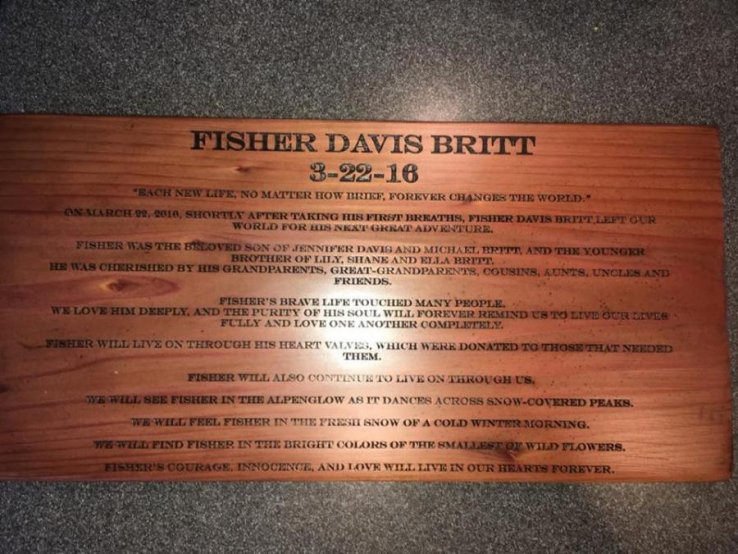 FISHER DAVIS BRITT
3-22-16
"EACH NEW LIFE, NO MATTER HOW BRIEF, FOREVER CHANGES THE WORLD."
ON MARCH 22, 2016, SHORTLY AFTER TAKING HIS FIRST BREATHS, FISHER DAVIS BRITT LEFT OUR
WORLD FOR HIS NEXT GREAT ADVENTURE.
FISHER WAS THE BELOVED SON OF JENNIFER DAVIS AND MICHAEL BRITT, AND THE YOUNGER
BROTHER OF LILY, SHANE AND ELLA BRITT.
HE WAS CHERISHED BY HIS GRANDPARENTS, GREAT-GRANDPARENTS, COUSINS, AUNTS, UNCLES AND
FRIENDS.
FISHER'S BRAVE LIFE TOUCHED MANY PEOPLE.
WE LOVE HIM DEEPLY, AND THE PURITY OF HIS SOUL WILL FOREVER REMIND US TO LIVE OUR LIVES
FULLY AND LOVE ONE ANOTHER COMPLETELY.
FISHER WILL LIVE ON THROUGH HIS HEART VALVES, WHICH WERE DONATED TO THOSE THAT NEEDED
THEM.
FISHER WILL ALSO CONTINUE TO LIVE ON THROUGH US.
WE WILL SEE FISHER IN THE ALPENGLOW AS IT DANCES ACROSS SNOW-COVERED PEAKS.
WE WILL FEEL FISHER IN THE FRESH SNOW OF A COLD WINTER MORNING.
WE WILL FIND FISHER IN THE BRIGHT COLORS OF THE SMALLEST OF WILD FLOWERS.
FISHER'S COURAGE, INNOCENCE, AND LOVE WILL LIVE IN OUR HEARTS FOREVER.